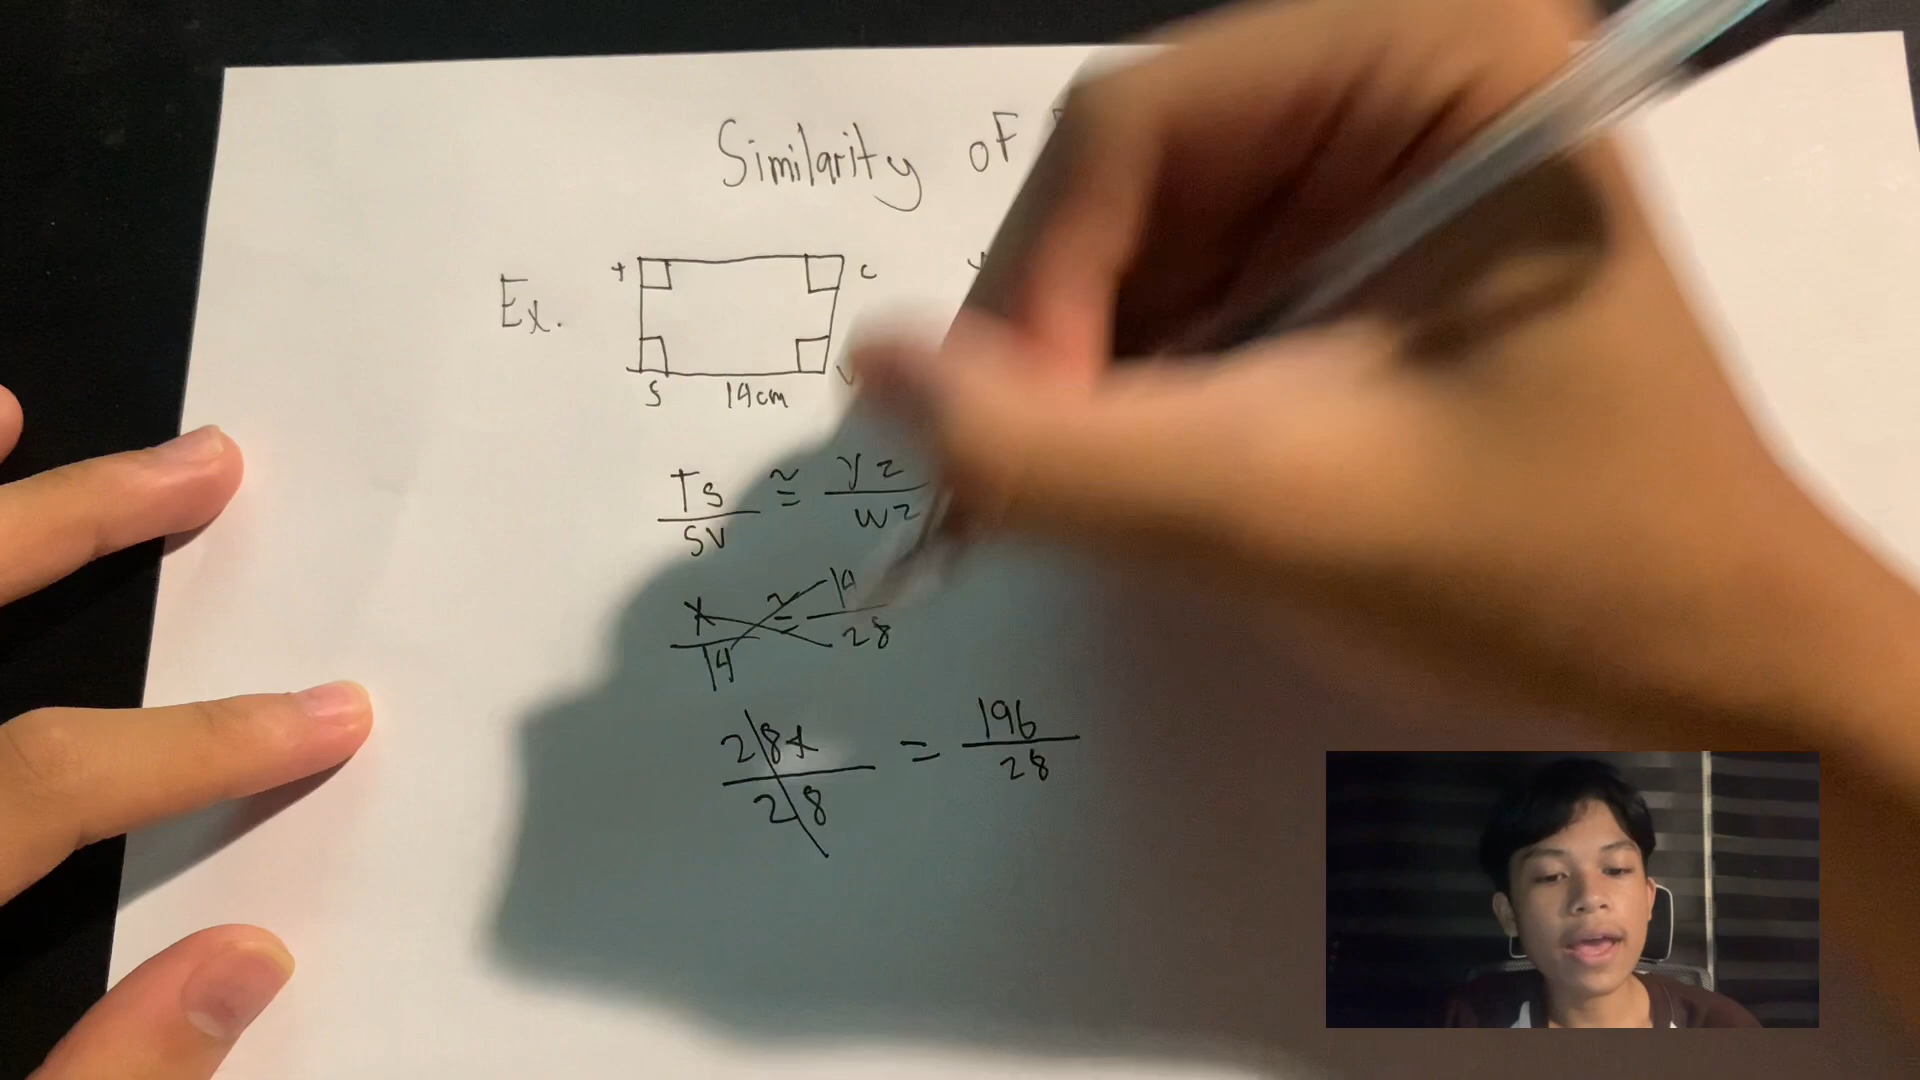 Similarity of
Ex.
T C
S 14cm V
TS ≅ YZ
SV WZ
x ≅ 14
14 28
28x = 196
28 28